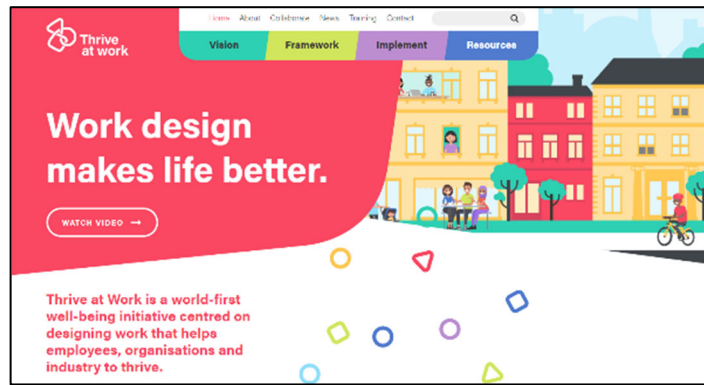 Home About Collaborate News Training Contact
Thrive
at work
Vision Framework Implement Resources
Work design
makes life better.
WATCH VIDEO →
Thrive at Work is a world-first
well-being initiative centred on
designing work that helps
employees, organisations and
industry to thrive.